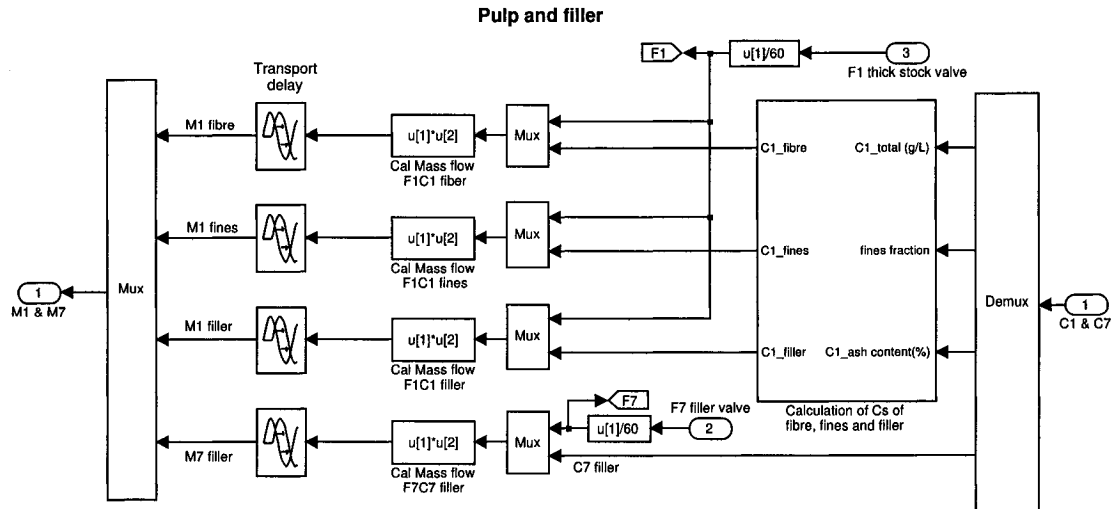 Pulp and filler
F1
u[1]/60
3
F1 thick stock valve
Transport
delay
M1 fibre
u[1]*u[2]
Mux
Cal Mass flow
F1C1 fiber
C1_fibre
C1_total (g/L)
M1 fines
u[1]*u[2]
Mux
Cal Mass flow
F1C1 fines
C1_fines
fines fraction
1
M1 & M7
Mux
Demux
1
C1 & C7
M1 filler
u[1]*u[2]
Mux
Cal Mass flow
F1C1 filler
C1_filler
C1_ash content(%)
Calculation of Cs of
fibre, fines and filler
F7
F7 filler valve
u[1]/60
2
M7 filler
u[1]*u[2]
Mux
Cal Mass flow
F7C7 filler
C7 filler